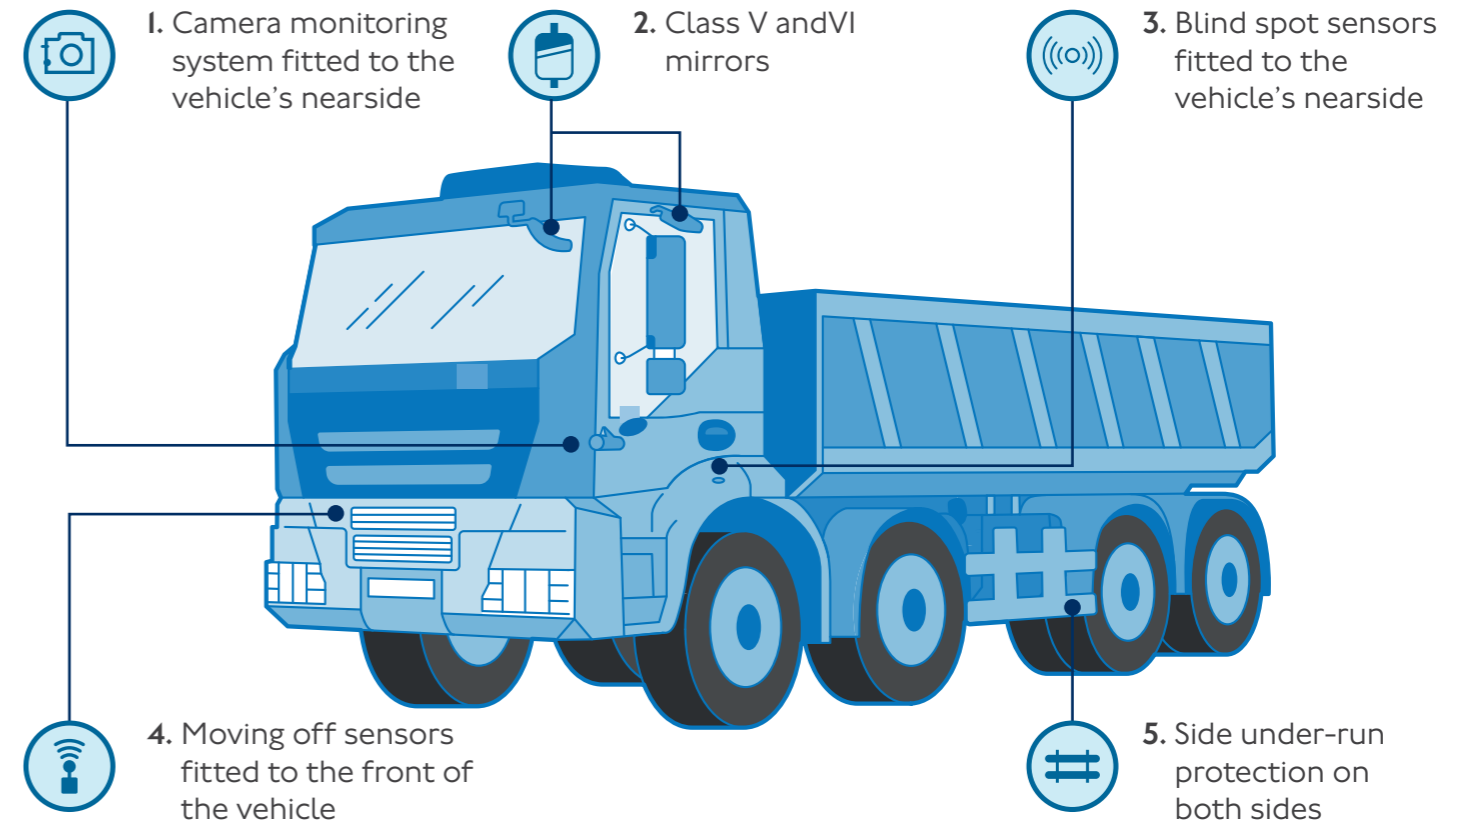 1. Camera monitoring
system fitted to the
vehicle's nearside
2. Class V andVI
mirrors
3. Blind spot sensors
fitted to the
vehicle's nearside
4. Moving off sensors
fitted to the front of
the vehicle
5. Side under-run
protection on
both sides